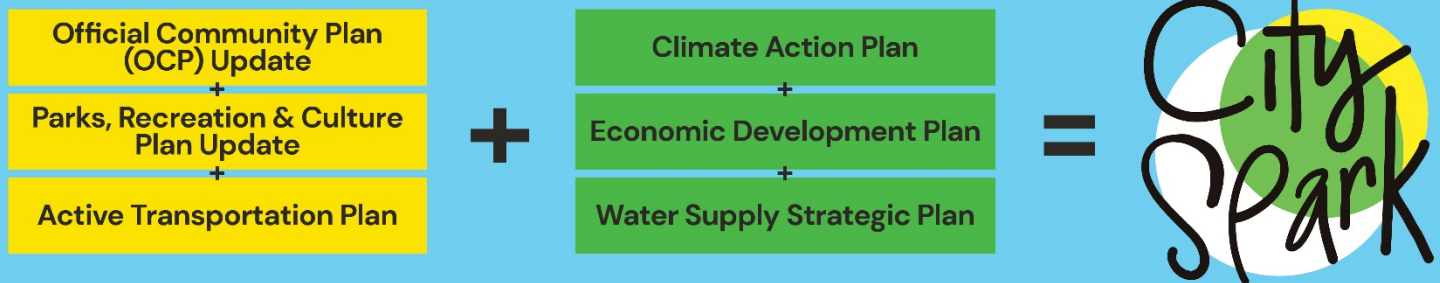 Official Community Plan
(OCP) Update
+
Parks, Recreation & Culture
Plan Update
+
Active Transportation Plan
+
Climate Action Plan
+
Economic Development Plan
+
Water Supply Strategic Plan
=
City
Spark